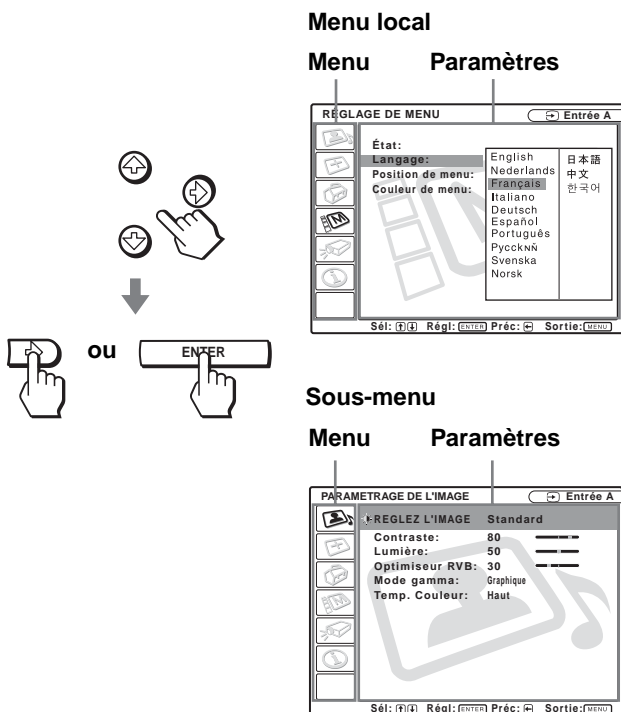 Menu local
Menu Paramètres
REGLAGE DE MENU Entrée A
État:
Langage:
Position de menu:
Couleur de menu:
English
Nederlands
Français
Italiano
Deutsch
Español
Português
Русский
Svenska
Norsk
日本語
中文
한국어
Sél: Régl: ENTER Préc: Sortie: MENU
ou ENTER
Sous-menu
Menu Paramètres
PARAMETRAGE DE L'IMAGE Entrée A
REGLEZ L'IMAGE Standard
Contraste: 80
Lumière: 50
Optimiseur RVB: 30
Mode gamma: Graphique
Temp. Couleur: Haut
Sél: Régl: ENTER Préc: Sortie: MENU